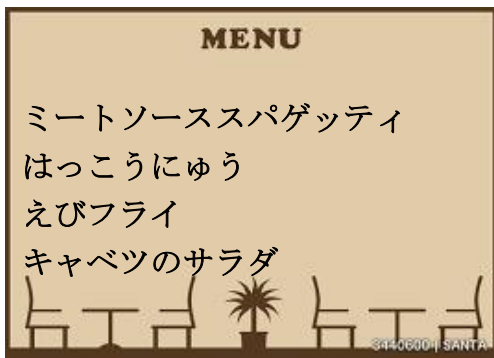 MENU
ミートソーススパゲッティ
はっこうにゅう
えびフライ
キャベツのサラダ
3440600 | SANTA